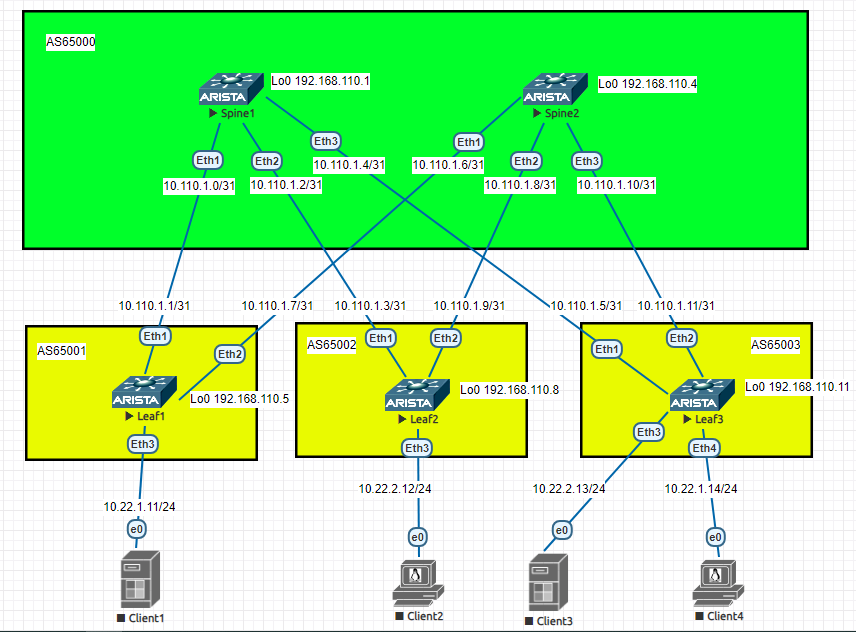 AS65000
Lo0 192.168.110.1
Lo0 192.168.110.4
ARISTA
ARISTA
Spine1
Spine2
Eth3
Eth1
Eth1
Eth2
Eth2
Eth3
10.110.1.4/31
10.110.1.6/31
10.110.1.0/31
10.110.1.2/31
10.110.1.8/31
10.110.1.10/31
10.110.1.1/31
10.110.1.7/31
10.110.1.3/31
10.110.1.9/31
10.110.1.5/31
10.110.1.11/31
Eth1
Eth1
Eth2
Eth2
AS65001
Eth2
AS65002
Eth1
AS65003
ARISTA
Lo0 192.168.110.5
ARISTA
Lo0 192.168.110.8
ARISTA
Lo0 192.168.110.11
Leaf1
Leaf2
Leaf3
Eth3
Eth3
Eth3
Eth4
10.22.1.11/24
10.22.2.12/24
10.22.2.13/24
10.22.1.14/24
e0
e0
e0
e0
Client1
Client2
Client3
Client4